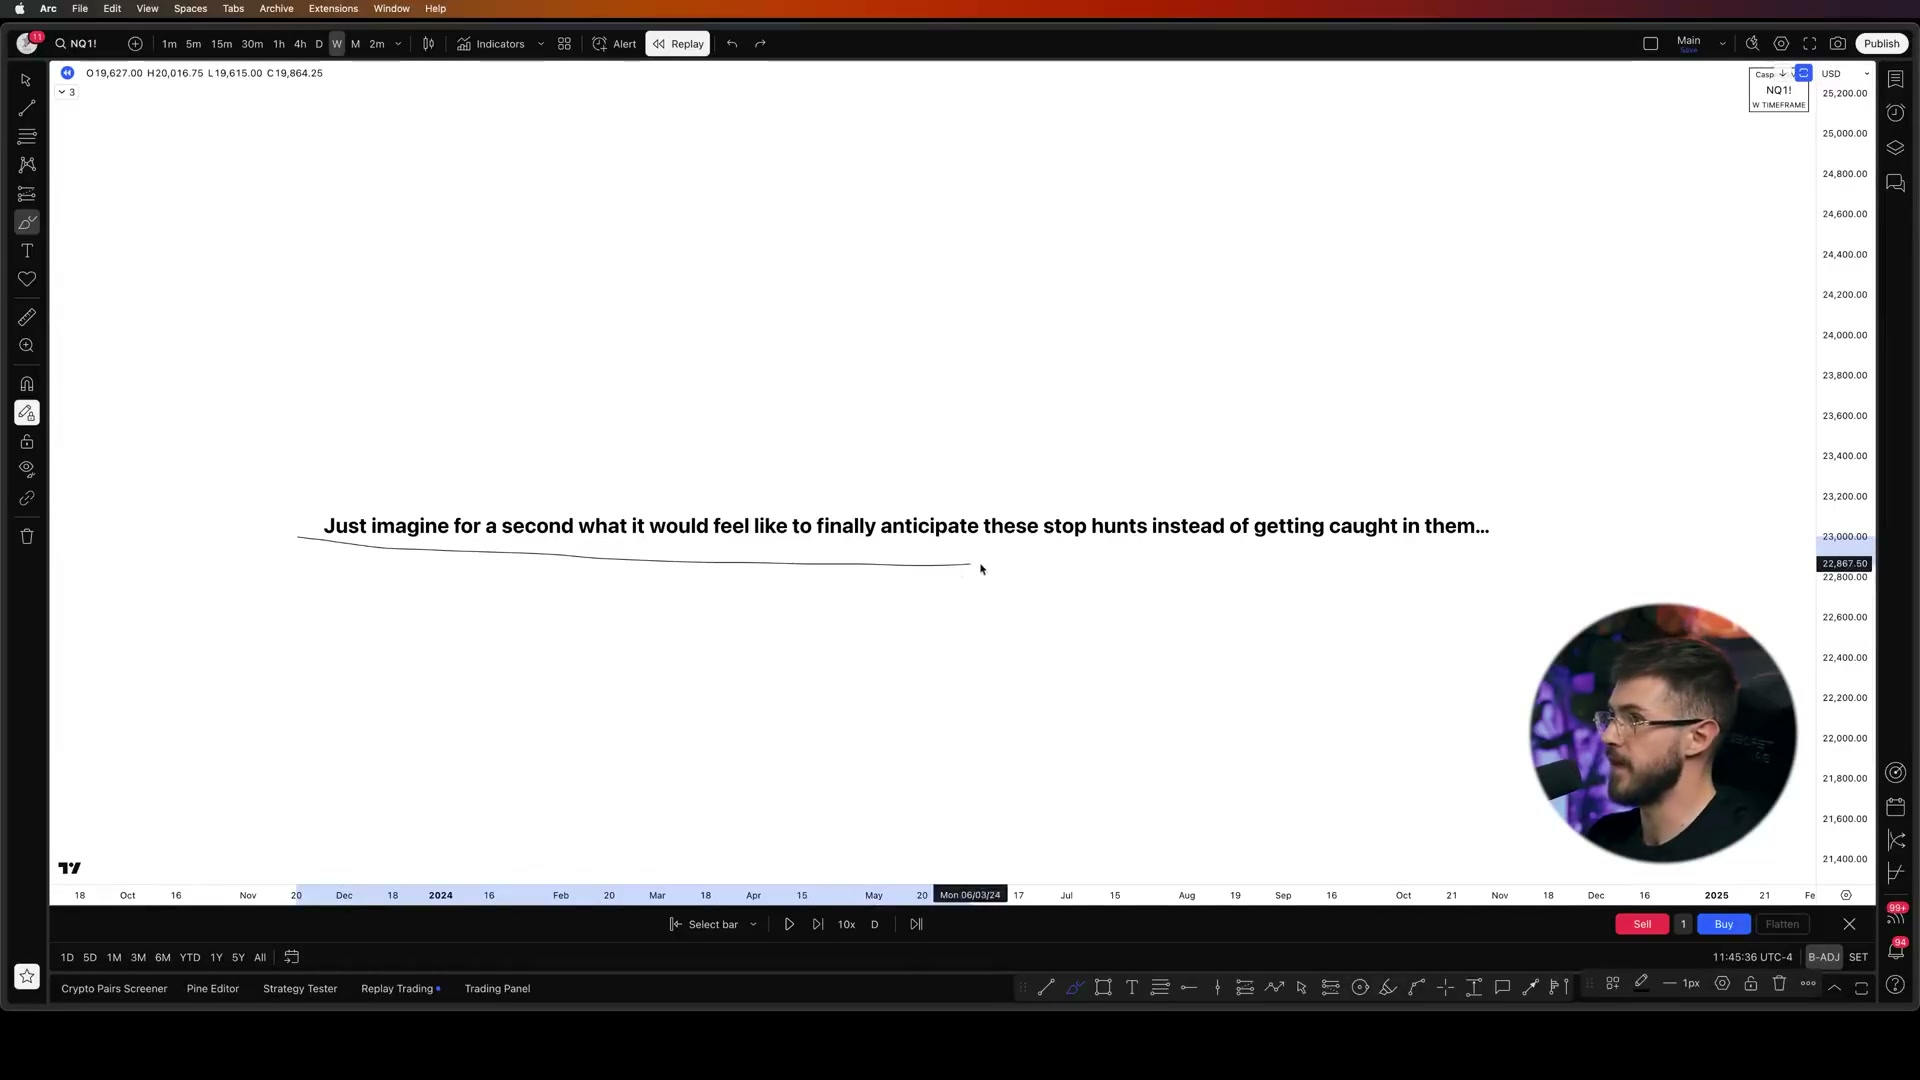 Arc File Edit View Spaces Tabs Archive Extensions Window Help
11 NQ1! 1m 5m 15m 30m 1h 4h D W M 2m Indicators Alert Replay Main Save Publish
O19,627.00 H20,016.75 L19,615.00 C19,864.25
3
Casp
NQ1!
W TIMEFRAME
USD
25,200.00
25,000.00
24,800.00
24,600.00
24,400.00
24,200.00
24,000.00
23,800.00
23,600.00
23,400.00
23,200.00
Just imagine for a second what it would feel like to finally anticipate these stop hunts instead of getting caught in them...
23,000.00
22,867.50
22,800.00
22,600.00
22,400.00
22,200.00
22,000.00
21,800.00
21,600.00
21,400.00
18 Oct 16 Nov 20 Dec 18 2024 16 Feb 20 Mar 18 Apr 15 May 20 Mon 06/03/24 17 Jul 15 Aug 19 Sep 16 Oct 21 Nov 18 Dec 16 2025 21 Fe
Select bar 10x D Sell 1 Buy Flatten
99+
94
1D 5D 1M 3M 6M YTD 1Y 5Y All 11:45:36 UTC-4 B-ADJ SET
Crypto Pairs Screener Pine Editor Strategy Tester Replay Trading Trading Panel 1px